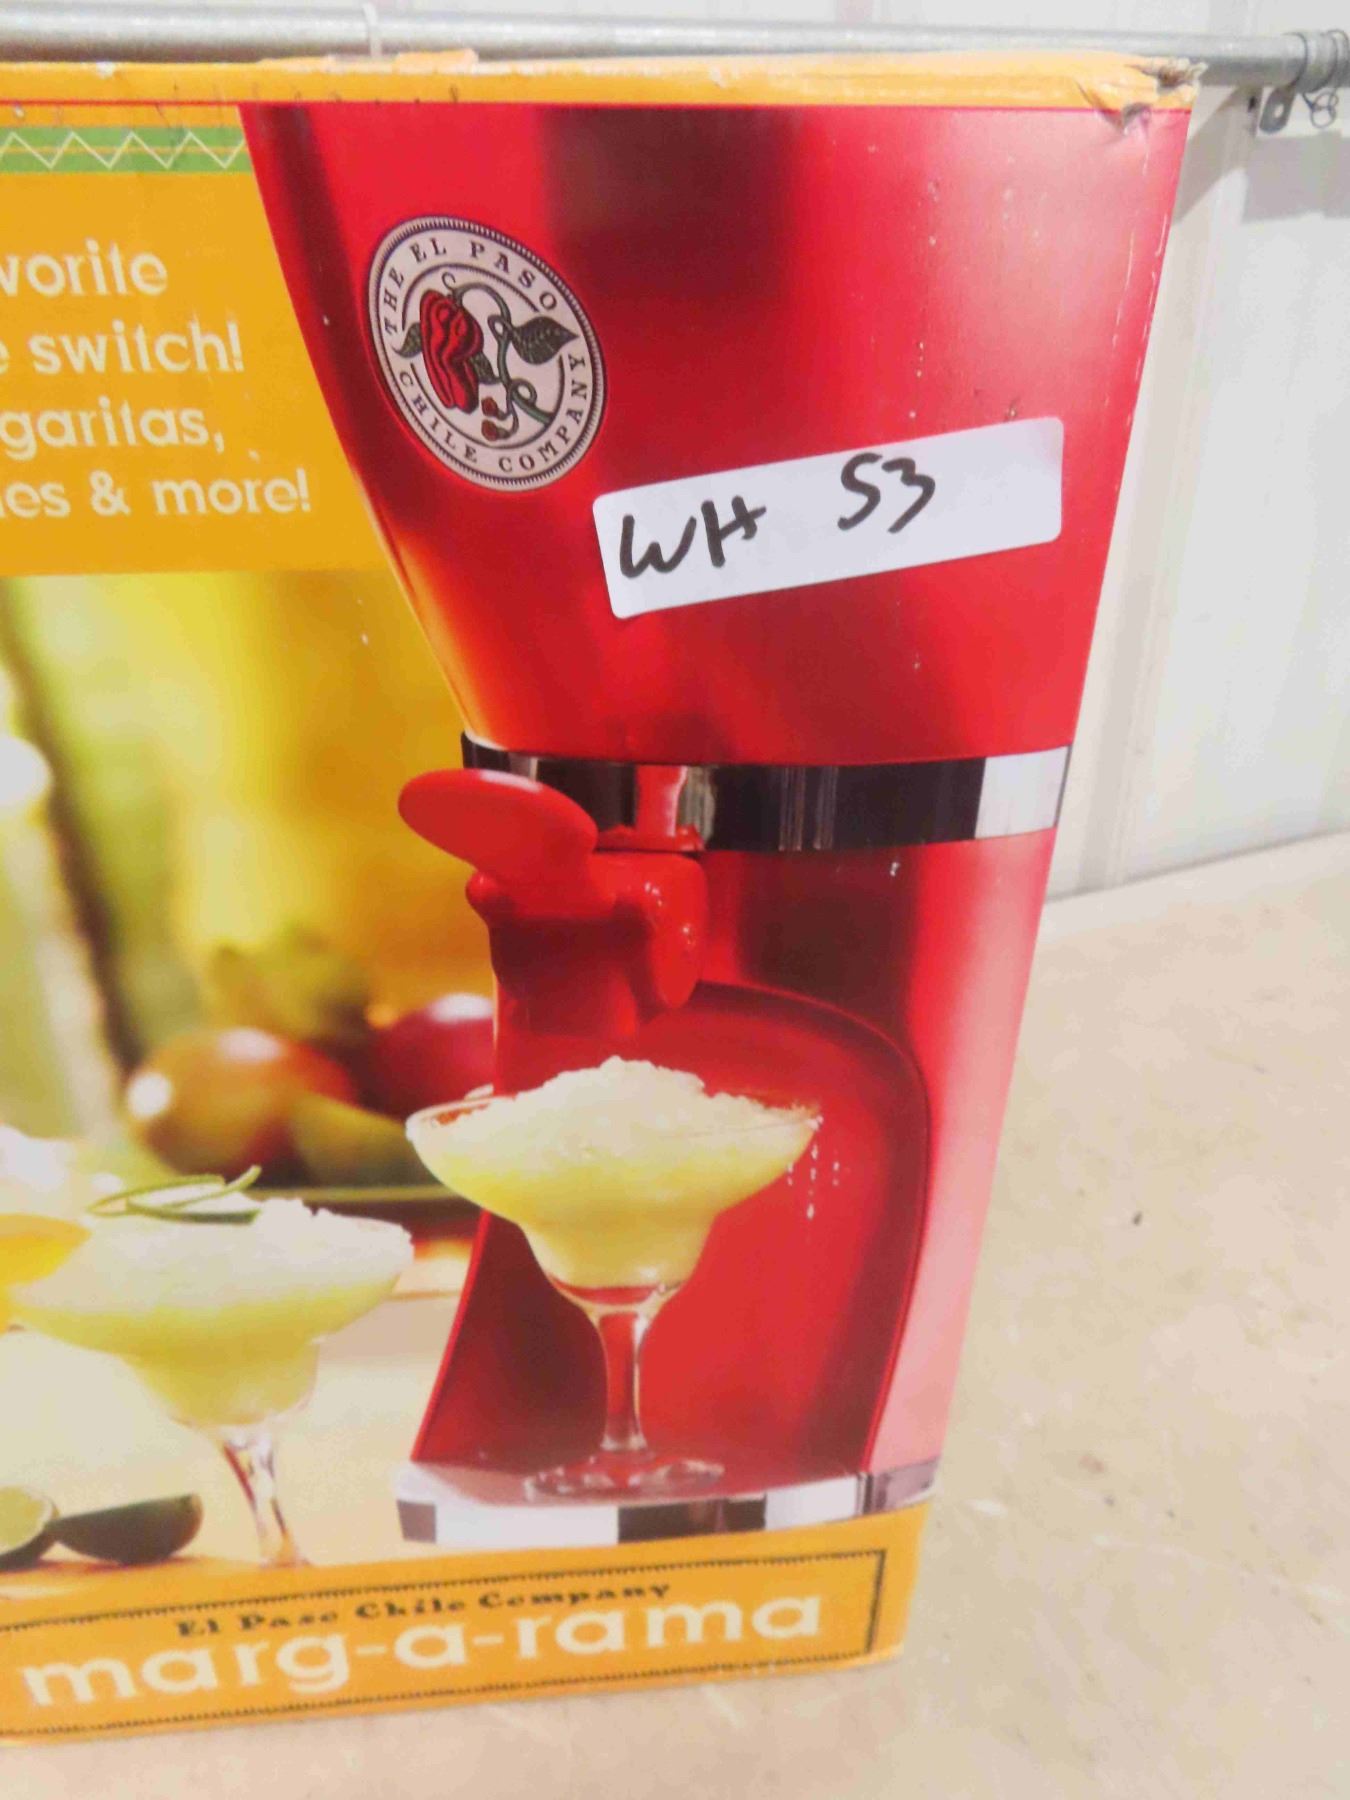 vorite
e switch!
garitas,
ies & more!
THE EL PASO
CHILE COMPANY
WH 53
El Paso Chile Company
marg-a-rama